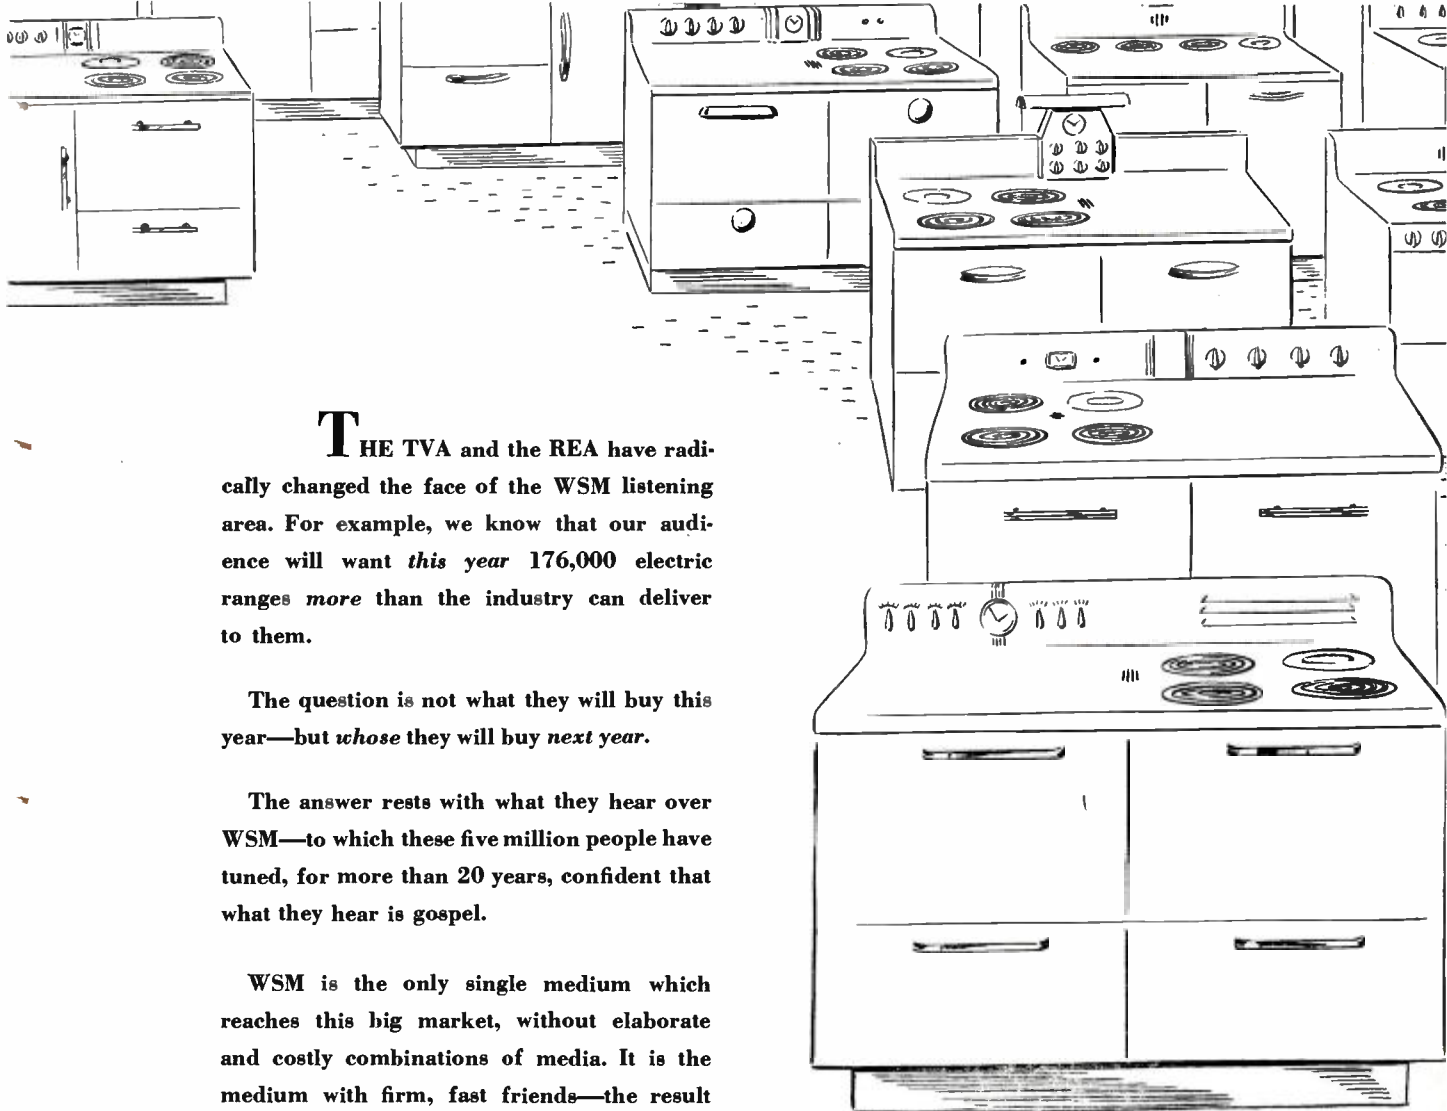 THE TVA and the REA have radi-
cally changed the face of the WSM listening
area. For example, we know that our audi-
ence will want this year 176,000 electric
ranges more than the industry can deliver
to them.
The question is not what they will buy this
year—but whose they will buy next year.
The answer rests with what they hear over
WSM—to which these five million people have
tuned, for more than 20 years, confident that
what they hear is gospel.
WSM is the only single medium which
reaches this big market, without elaborate
and costly combinations of media. It is the
medium with firm, fast friends—the result